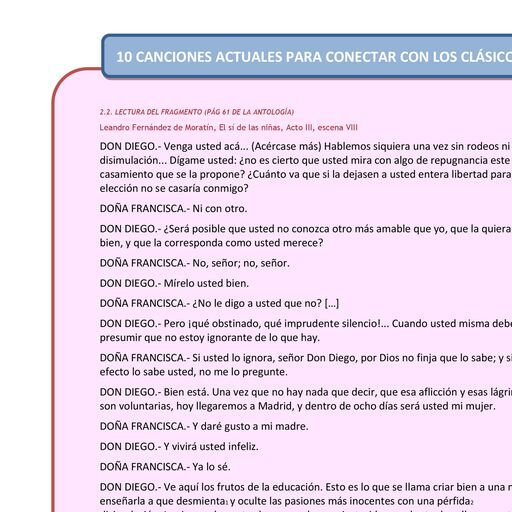 10 CANCIONES ACTUALES PARA CONECTAR CON LOS CLÁSICO
2.2. LECTURA DEL FRAGMENTO (PÁG 61 DE LA ANTOLOGÍA)
Leandro Fernández de Moratín, El sí de las niñas, Acto III, escena VIII
DON DIEGO.- Venga usted acá... (Acércase más) Hablemos siquiera una vez sin rodeos ni
disimulación... Dígame usted: ¿no es cierto que usted mira con algo de repugnancia este
casamiento que se la propone? ¿Cuánto va que si la dejasen a usted entera libertad para
elección no se casaría conmigo?
DOÑA FRANCISCA.- Ni con otro.
DON DIEGO.- ¿Será posible que usted no conozca otro más amable que yo, que la quiera
bien, y que la corresponda como usted merece?
DOÑA FRANCISCA.- No, señor; no, señor.
DON DIEGO.- Mírelo usted bien.
DOÑA FRANCISCA.- ¿No le digo a usted que no? […]
DON DIEGO.- Pero ¡qué obstinado, qué imprudente silencio!... Cuando usted misma debe
presumir que no estoy ignorante de lo que hay.
DOÑA FRANCISCA.- Si usted lo ignora, señor Don Diego, por Dios no finja que lo sabe; y si
efecto lo sabe usted, no me lo pregunte.
DON DIEGO.- Bien está. Una vez que no hay nada que decir, que esa aflicción y esas lágri
son voluntarias, hoy llegaremos a Madrid, y dentro de ocho días será usted mi mujer.
DOÑA FRANCISCA.- Y daré gusto a mi madre.
DON DIEGO.- Y vivirá usted infeliz.
DOÑA FRANCISCA.- Ya lo sé.
DON DIEGO.- Ve aquí los frutos de la educación. Esto es lo que se llama criar bien a una n
enseñarla a que desmienta1 y oculte las pasiones más inocentes con una pérfida2